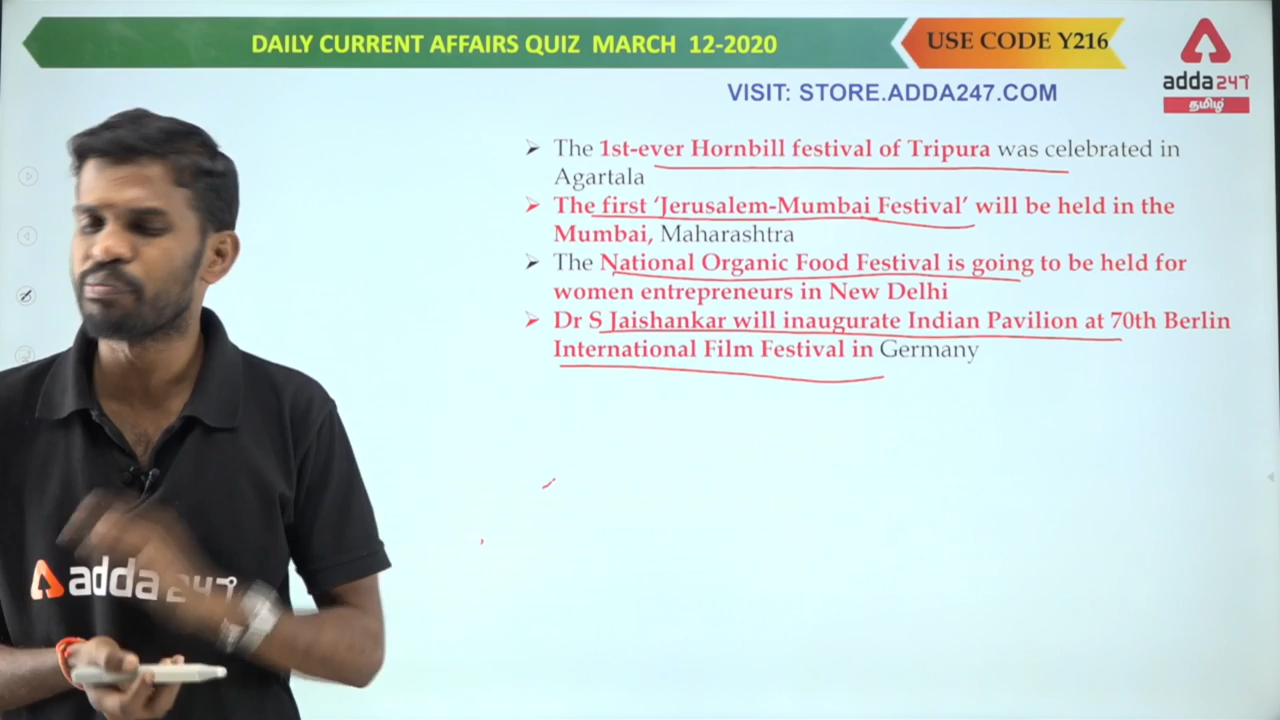 DAILY CURRENT AFFAIRS QUIZ MARCH 12-2020
USE CODE Y216
adda247
தமிழ்
VISIT: STORE.ADDA247.COM
➢ The 1st-ever Hornbill festival of Tripura was celebrated in
Agartala
➢ The first ‘Jerusalem-Mumbai Festival’ will be held in the
Mumbai, Maharashtra
➢ The National Organic Food Festival is going to be held for
women entrepreneurs in New Delhi
➢ Dr S Jaishankar will inaugurate Indian Pavilion at 70th Berlin
International Film Festival in Germany
adda247